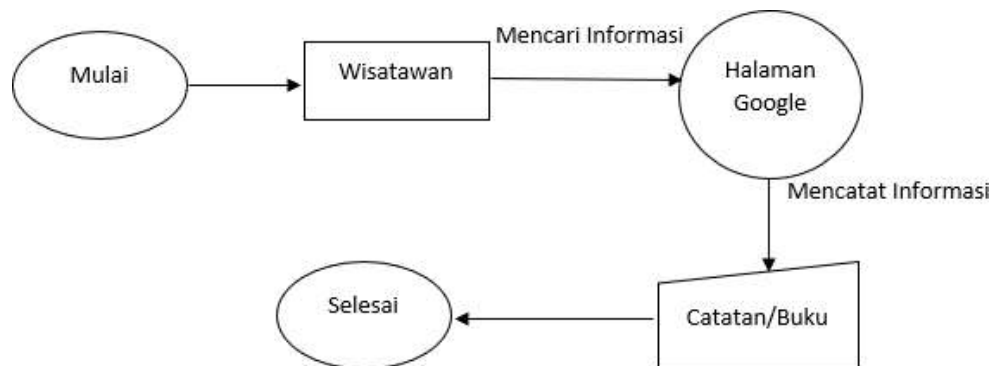 Mulai
Wisatawan
Mencari Informasi
Halaman
Google
Mencatat Informasi
Catatan/Buku
Selesai